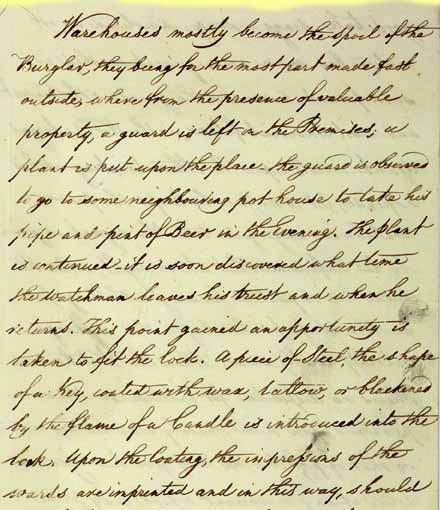 Warehouses mostly become the spoil of the
Burglar, they being for the most part made fast
outside, where from the presence of valuable
property, a guard is left on the Premises; a
plant is put upon the place - the guard is observed
to go to some neighbouring pot house to take his
pipe and pint of Beer in the Evening. The plant
is continued - it is soon discovered what time
the Watchman leaves his trust and when he
returns. This point gained an opportunity is
taken to fit the lock. A piece of Steel, the shape
of a Key, coated with wax, tallow, or blackened
by the flame of a Candle is introduced into the
lock. Upon the Coating, the impressions of the
wards are imprinted and in this way, should